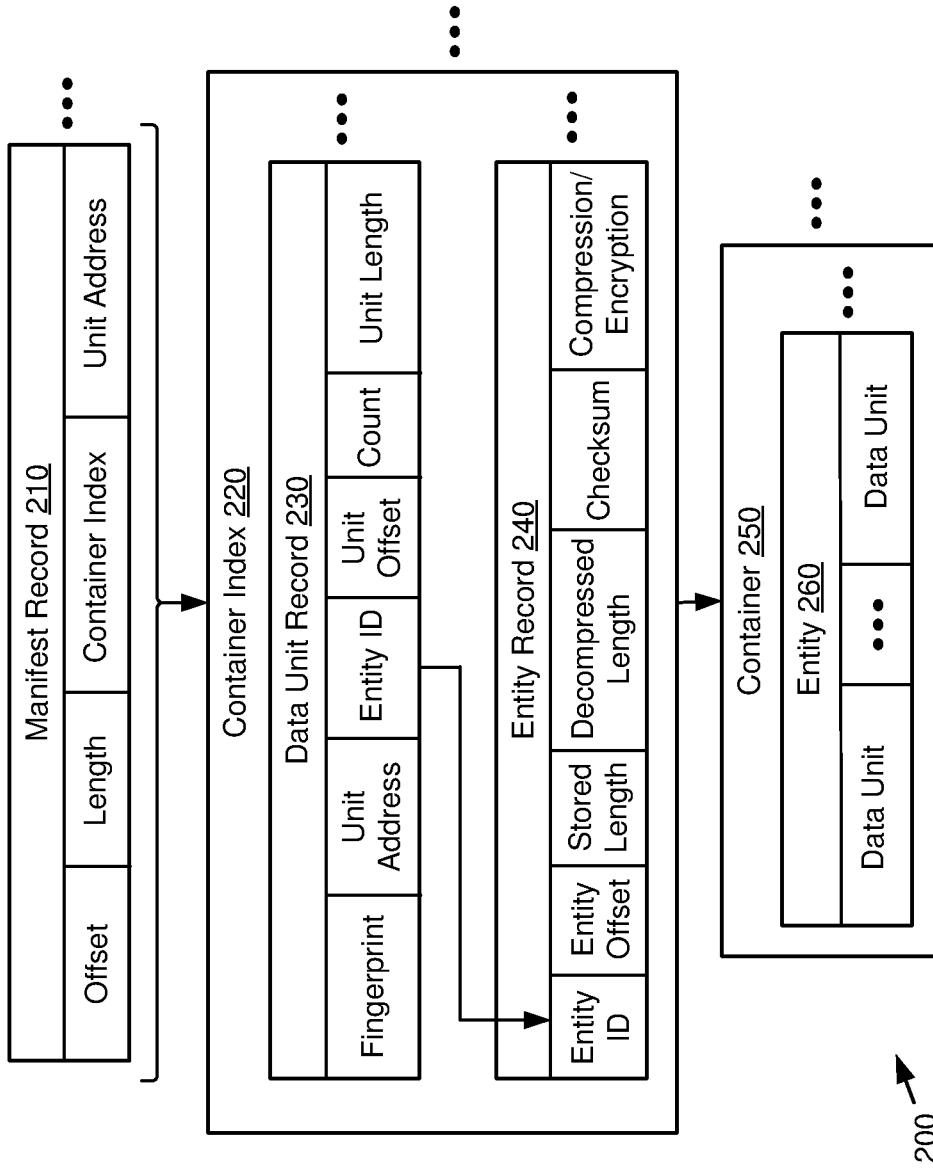 Manifest Record 210
Offset
Length
Container Index
Unit Address
Container Index 220
Data Unit Record 230
Fingerprint
Unit
Address
Entity ID
Unit
Offset
Count
Unit Length
Entity Record 240
Entity
ID
Entity
Offset
Stored
Length
Decompressed
Length
Checksum
Compression/
Encryption
Container 250
Entity 260
Data Unit
Data Unit
200